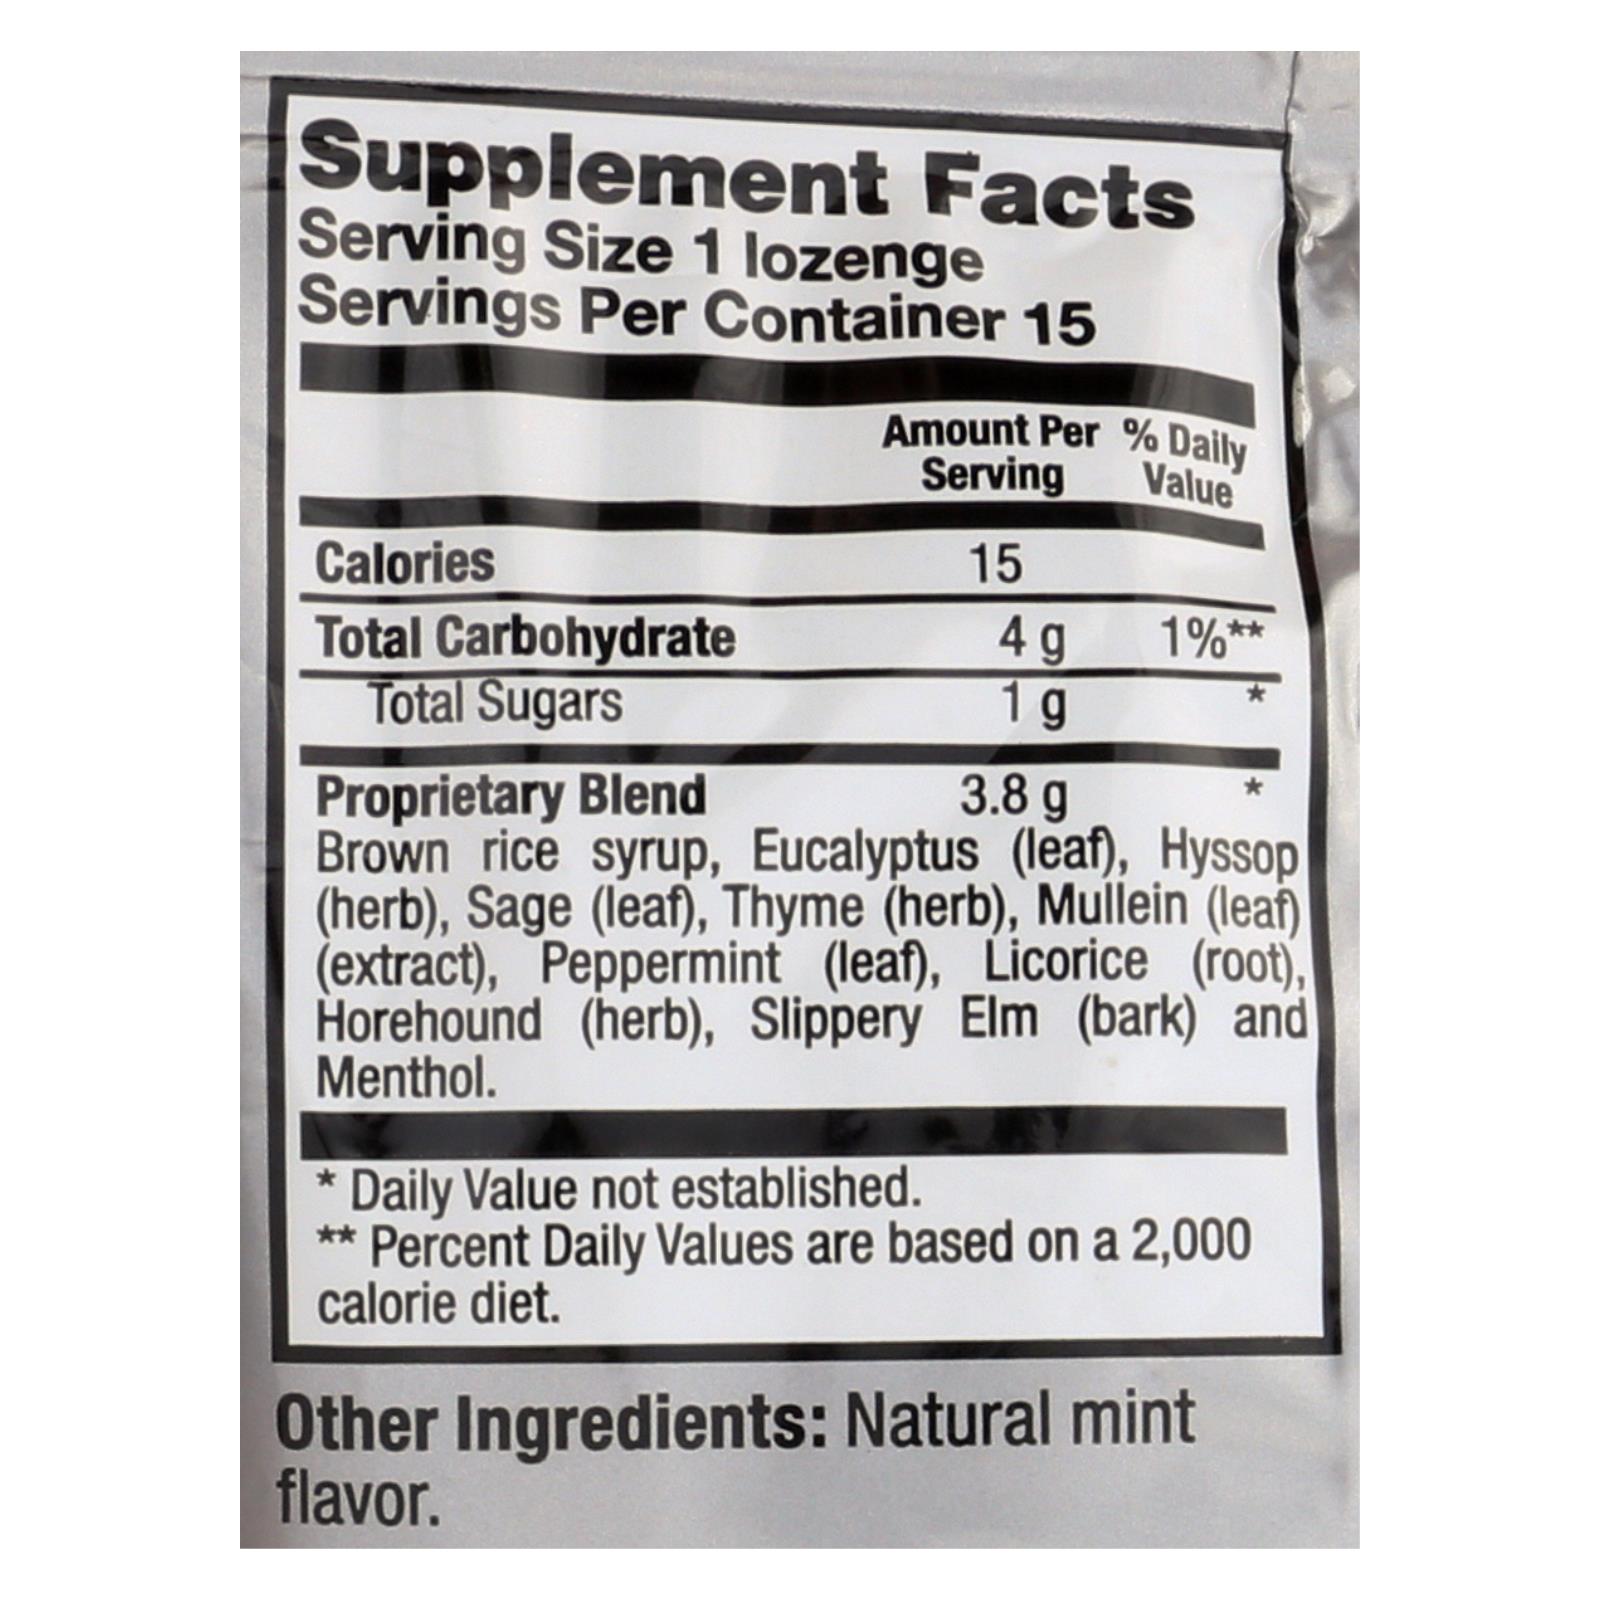 Supplement Facts
Serving Size 1 lozenge
Servings Per Container 15
Amount Per % Daily
Serving Value
Calories 15
Total Carbohydrate 4 g 1%**
Total Sugars 1 g *
Proprietary Blend 3.8 g *
Brown rice syrup, Eucalyptus (leaf), Hyssop
(herb), Sage (leaf), Thyme (herb), Mullein (leaf)
(extract), Peppermint (leaf), Licorice (root),
Horehound (herb), Slippery Elm (bark) and
Menthol.
* Daily Value not established.
** Percent Daily Values are based on a 2,000
calorie diet.
Other Ingredients: Natural mint
flavor.